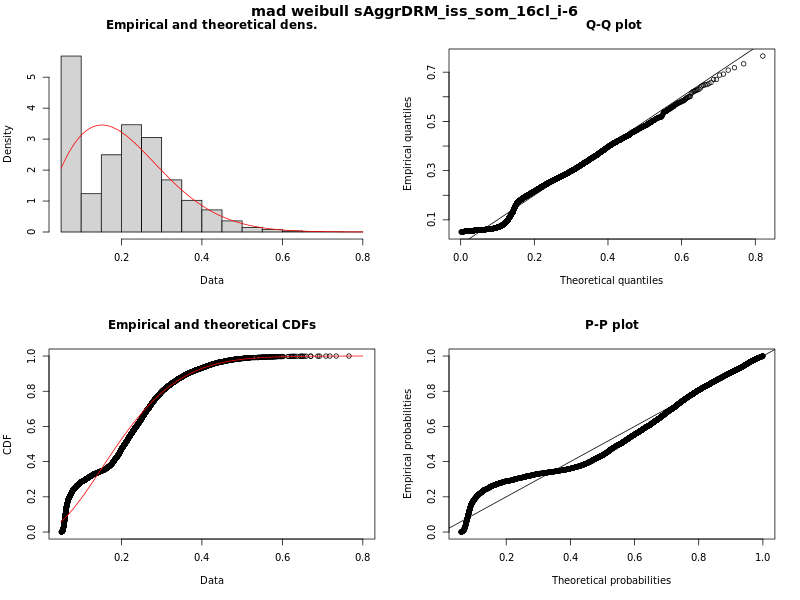 mad weibull sAggrDRM_iss_som_16cl_i-6
Empirical and theoretical dens.
Density
0 1 2 3 4 5
0.2 0.4 0.6 0.8
Data
Q-Q plot
Empirical quantiles
0.1 0.3 0.5 0.7
0.0 0.2 0.4 0.6 0.8
Theoretical quantiles
Empirical and theoretical CDFs
CDF
0.0 0.2 0.4 0.6 0.8 1.0
0.2 0.4 0.6 0.8
Data
P-P plot
Empirical probabilities
0.0 0.2 0.4 0.6 0.8 1.0
0.2 0.4 0.6 0.8 1.0
Theoretical probabilities